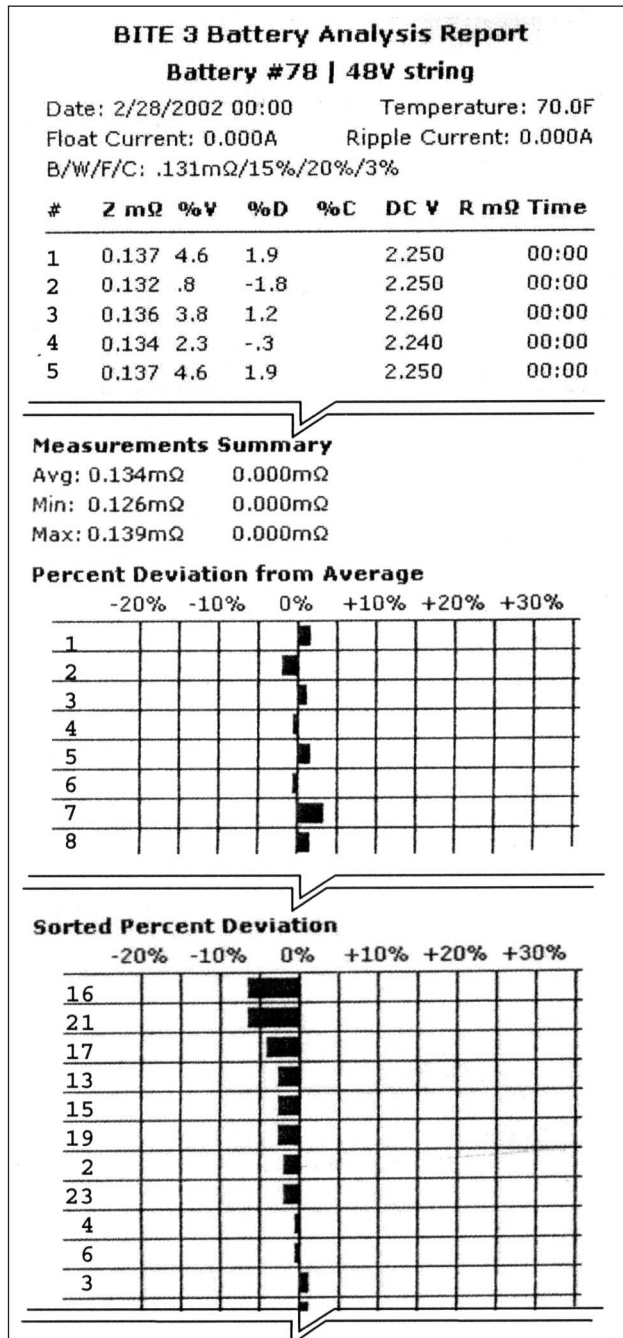 BITE 3 Battery Analysis Report
Battery #78 | 48V string
Date: 2/28/2002 00:00 Temperature: 70.0F
Float Current: 0.000A Ripple Current: 0.000A
B/W/F/C: .131mΩ/15%/20%/3%
# Z mΩ %V %D %C DC V R mΩ Time
1 0.137 4.6 1.9 2.250 00:00
2 0.132 .8 -1.8 2.250 00:00
3 0.136 3.8 1.2 2.260 00:00
4 0.134 2.3 -.3 2.240 00:00
5 0.137 4.6 1.9 2.250 00:00
Measurements Summary
Avg: 0.134mΩ 0.000mΩ
Min: 0.126mΩ 0.000mΩ
Max: 0.139mΩ 0.000mΩ
Percent Deviation from Average
-20% -10% 0% +10% +20% +30%
1
2
3
4
5
6
7
8
Sorted Percent Deviation
-20% -10% 0% +10% +20% +30%
16
21
17
13
15
19
2
23
4
6
3